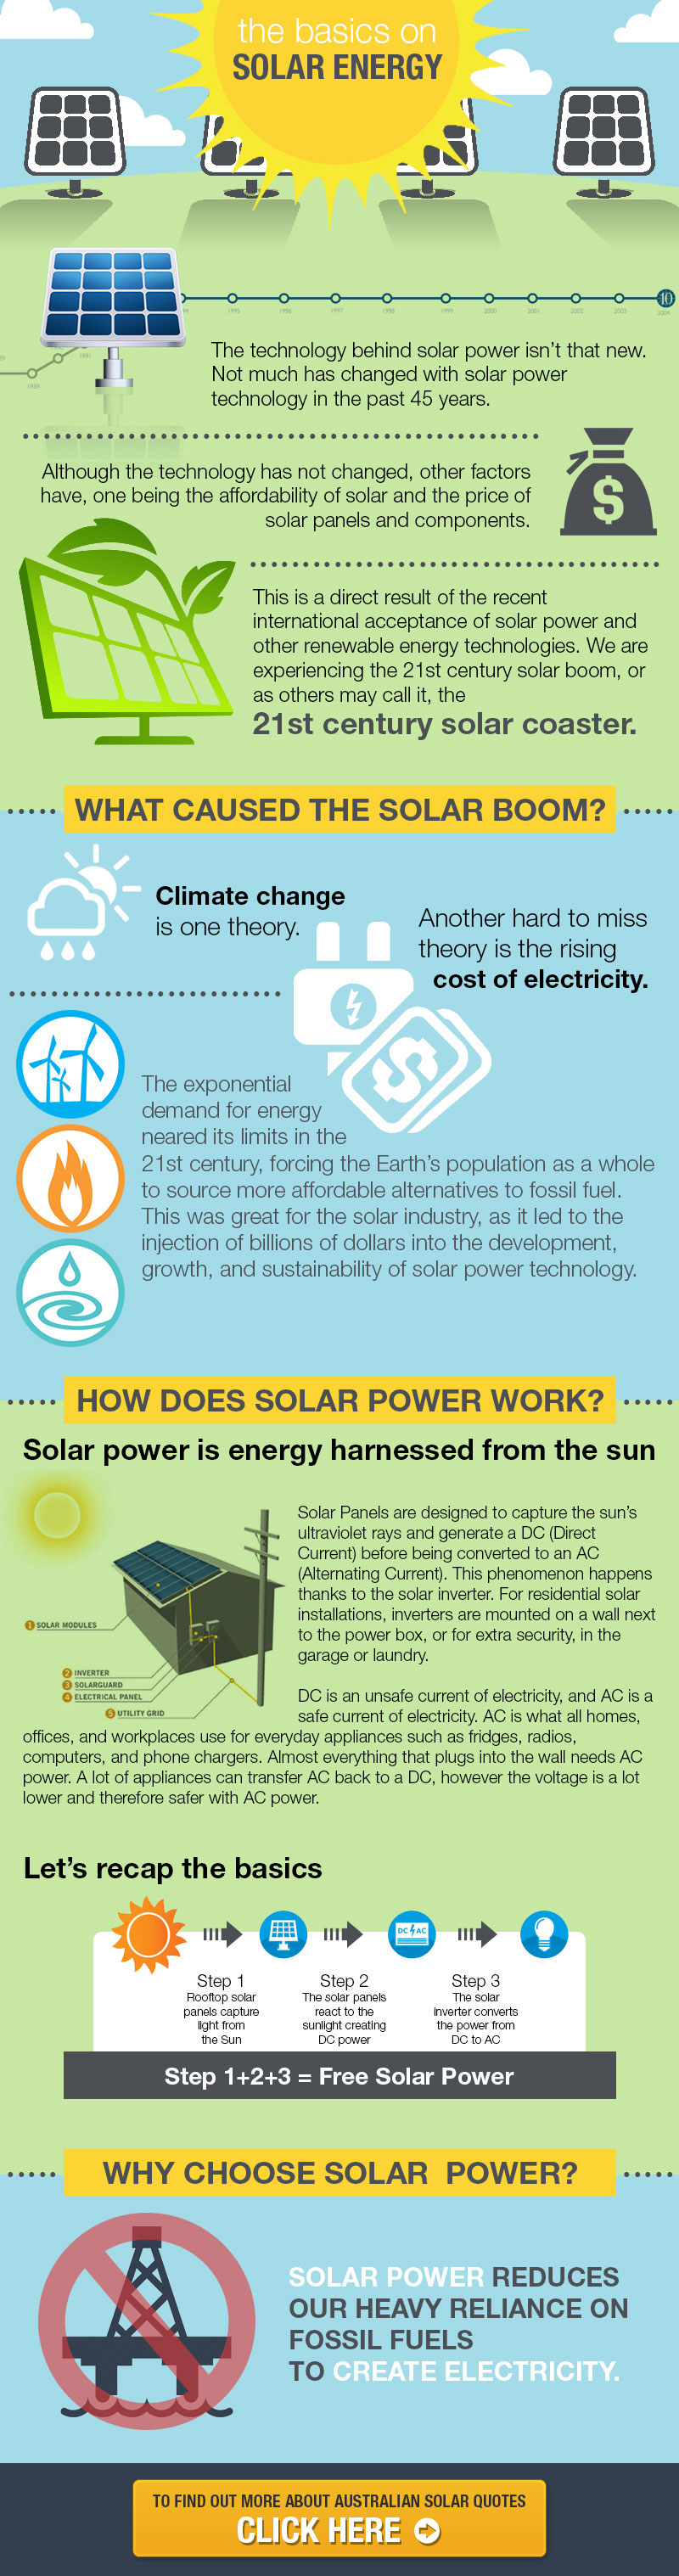 the basics on
SOLAR ENERGY
1995 1996 1997 1998 1999 2000 2001 2002 2003 2004
10
1991
1989
The technology behind solar power isn't that new.
Not much has changed with solar power
technology in the past 45 years.
Although the technology has not changed, other factors
have, one being the affordability of solar and the price of
solar panels and components.
$
This is a direct result of the recent
international acceptance of solar power and
other renewable energy technologies. We are
experiencing the 21st century solar boom, or
as others may call it, the
21st century solar coaster.
WHAT CAUSED THE SOLAR BOOM?
Climate change
is one theory.
Another hard to miss
theory is the rising
cost of electricity.
$
The exponential
demand for energy
neared its limits in the
21st century, forcing the Earth's population as a whole
to source more affordable alternatives to fossil fuel.
This was great for the solar industry, as it led to the
injection of billions of dollars into the development,
growth, and sustainability of solar power technology.
HOW DOES SOLAR POWER WORK?
Solar power is energy harnessed from the sun
1 SOLAR MODULES
2 INVERTER
3 SOLARGUARD
4 ELECTRICAL PANEL
5 UTILITY GRID
Solar Panels are designed to capture the sun's
ultraviolet rays and generate a DC (Direct
Current) before being converted to an AC
(Alternating Current). This phenomenon happens
thanks to the solar inverter. For residential solar
installations, inverters are mounted on a wall next
to the power box, or for extra security, in the
garage or laundry.
DC is an unsafe current of electricity, and AC is a
safe current of electricity. AC is what all homes,
offices, and workplaces use for everyday appliances such as fridges, radios,
computers, and phone chargers. Almost everything that plugs into the wall needs AC
power. A lot of appliances can transfer AC back to a DC, however the voltage is a lot
lower and therefore safer with AC power.
Let's recap the basics
DC AC
Step 1
Rooftop solar
panels capture
light from
the Sun
Step 2
The solar panels
react to the
sunlight creating
DC power
Step 3
The solar
inverter converts
the power from
DC to AC
Step 1+2+3 = Free Solar Power
WHY CHOOSE SOLAR POWER?
SOLAR POWER REDUCES
OUR HEAVY RELIANCE ON
FOSSIL FUELS
TO CREATE ELECTRICITY.
TO FIND OUT MORE ABOUT AUSTRALIAN SOLAR QUOTES
CLICK HERE